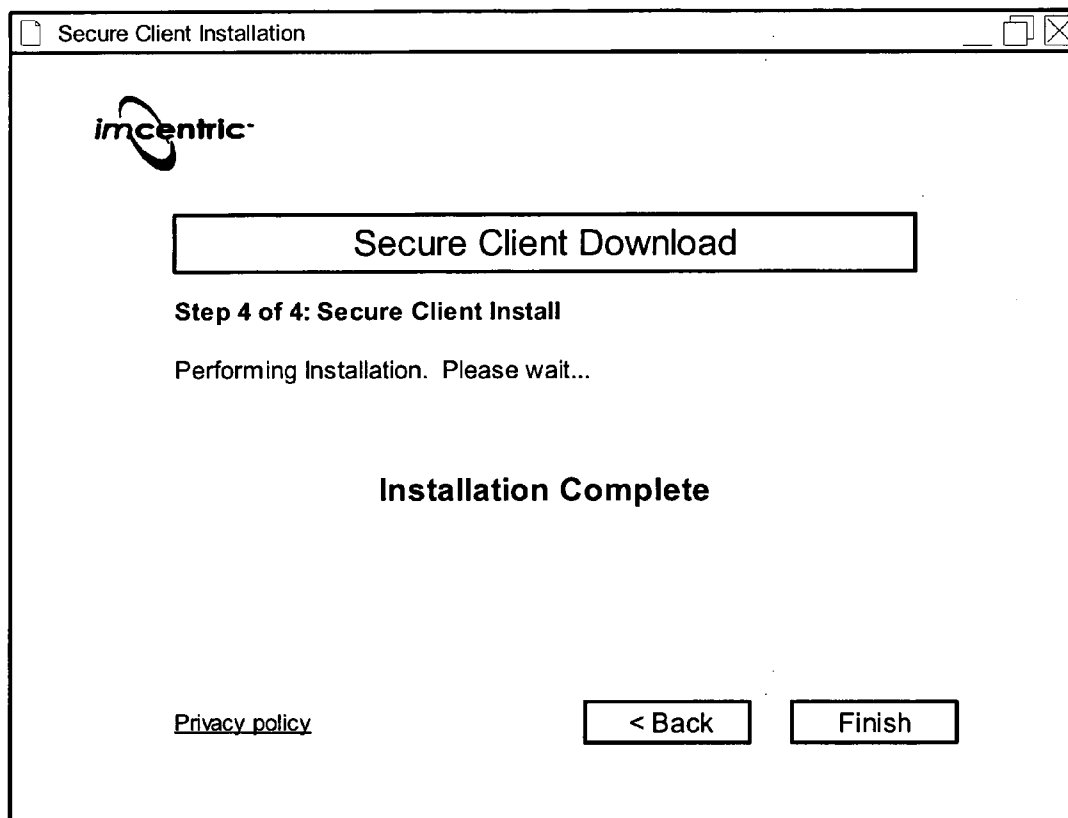 Secure Client Installation
imcentric
Secure Client Download
Step 4 of 4: Secure Client Install
Performing Installation.  Please wait...
Installation Complete
Privacy policy
< Back
Finish